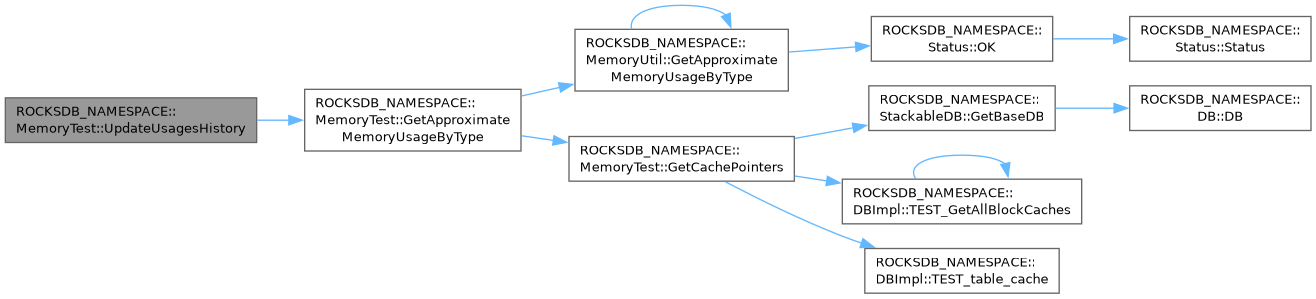 ROCKSDB_NAMESPACE::
MemoryTest::UpdateUsagesHistory
ROCKSDB_NAMESPACE::
MemoryTest::GetApproximate
MemoryUsageByType
ROCKSDB_NAMESPACE::
MemoryUtil::GetApproximate
MemoryUsageByType
ROCKSDB_NAMESPACE::
Status::OK
ROCKSDB_NAMESPACE::
Status::Status
ROCKSDB_NAMESPACE::
MemoryTest::GetCachePointers
ROCKSDB_NAMESPACE::
StackableDB::GetBaseDB
ROCKSDB_NAMESPACE::
DB::DB
ROCKSDB_NAMESPACE::
DBImpl::TEST_GetAllBlockCaches
ROCKSDB_NAMESPACE::
DBImpl::TEST_table_cache